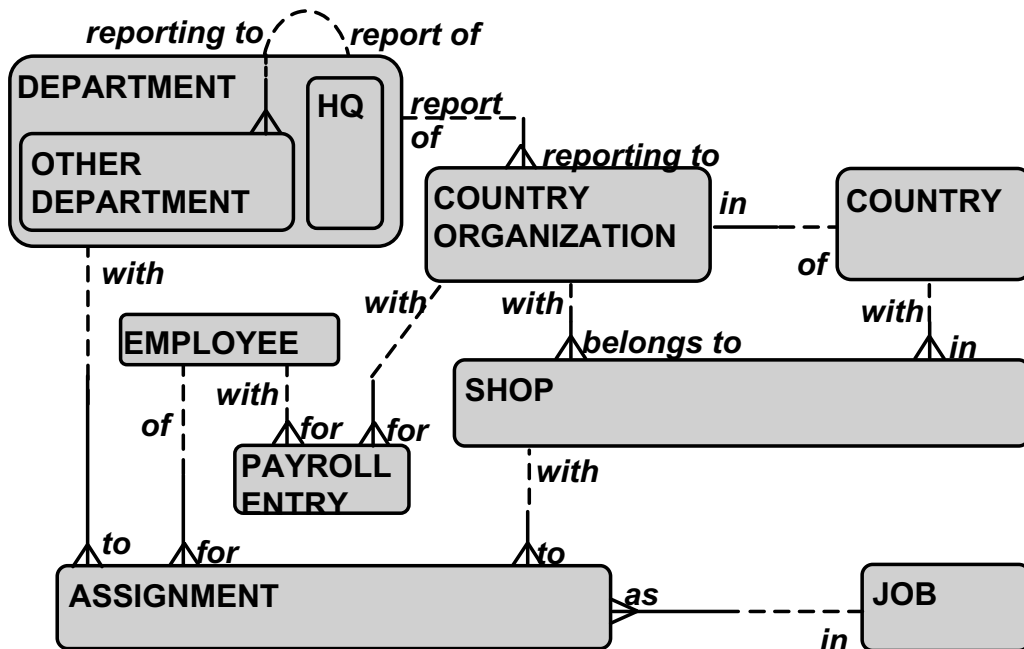 reporting to
report of
DEPARTMENT
HQ
OTHER
DEPARTMENT
report
of
reporting to
COUNTRY
ORGANIZATION
in
of
COUNTRY
with
with
with
with
EMPLOYEE
belongs to
in
of
with
for
for
SHOP
PAYROLL
ENTRY
with
to
for
to
ASSIGNMENT
as
in
JOB